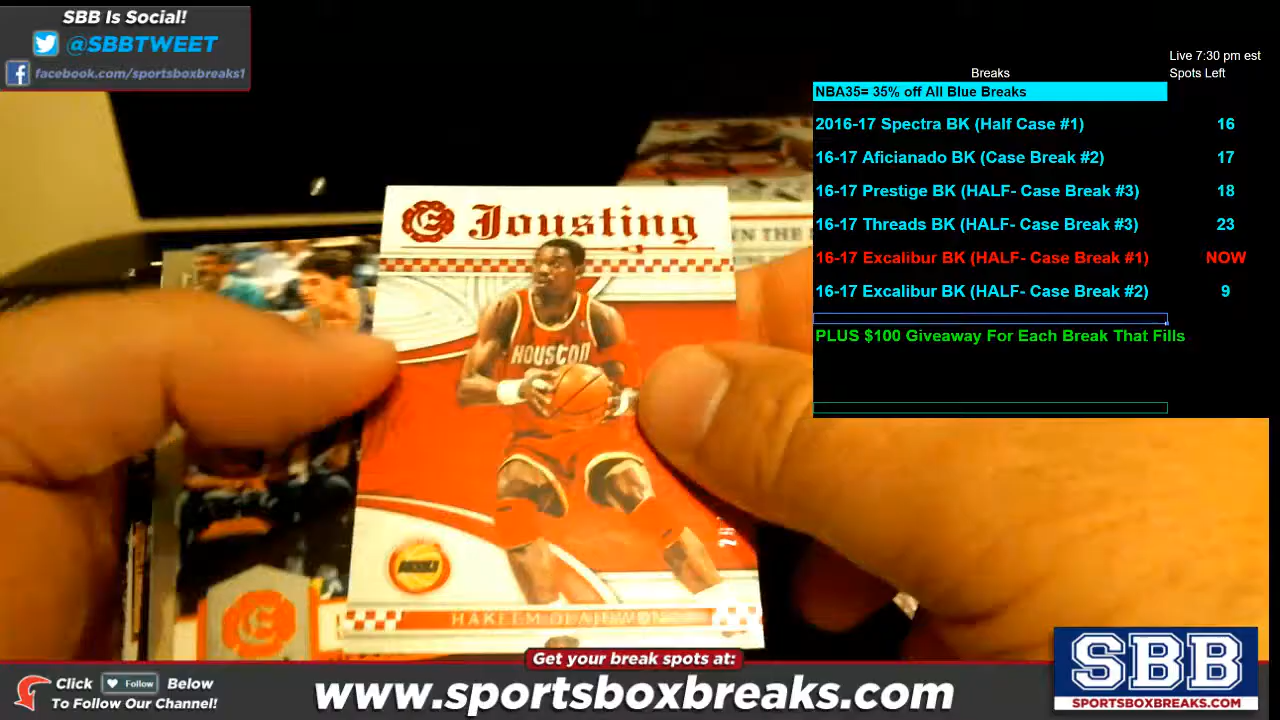 SBB Is Social!
@SBBTWEET
facebook.com/sportsboxbreaks1
Live 7:30 pm est
Breaks Spots Left
NBA35= 35% off All Blue Breaks
2016-17 Spectra BK (Half Case #1) 16
16-17 Aficianado BK (Case Break #2) 17
16-17 Prestige BK (HALF- Case Break #3) 18
16-17 Threads BK (HALF- Case Break #3) 23
16-17 Excalibur BK (HALF- Case Break #1) NOW
16-17 Excalibur BK (HALF- Case Break #2) 9
PLUS $100 Giveaway For Each Break That Fills
E Jousting
HOUSTON
HAKEEM OLAJUWON
E
Get your break spots at:
Click Follow Below
To Follow Our Channel!
www.sportsboxbreaks.com
SBB
SPORTSBOXBREAKS.COM